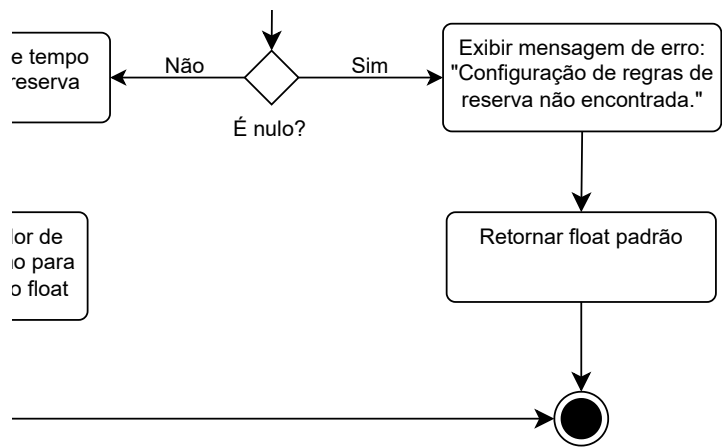 e tempo
reserva
Não
Sim
É nulo?
Exibir mensagem de erro:
"Configuração de regras de
reserva não encontrada."
de
para
float
Retornar float padrão